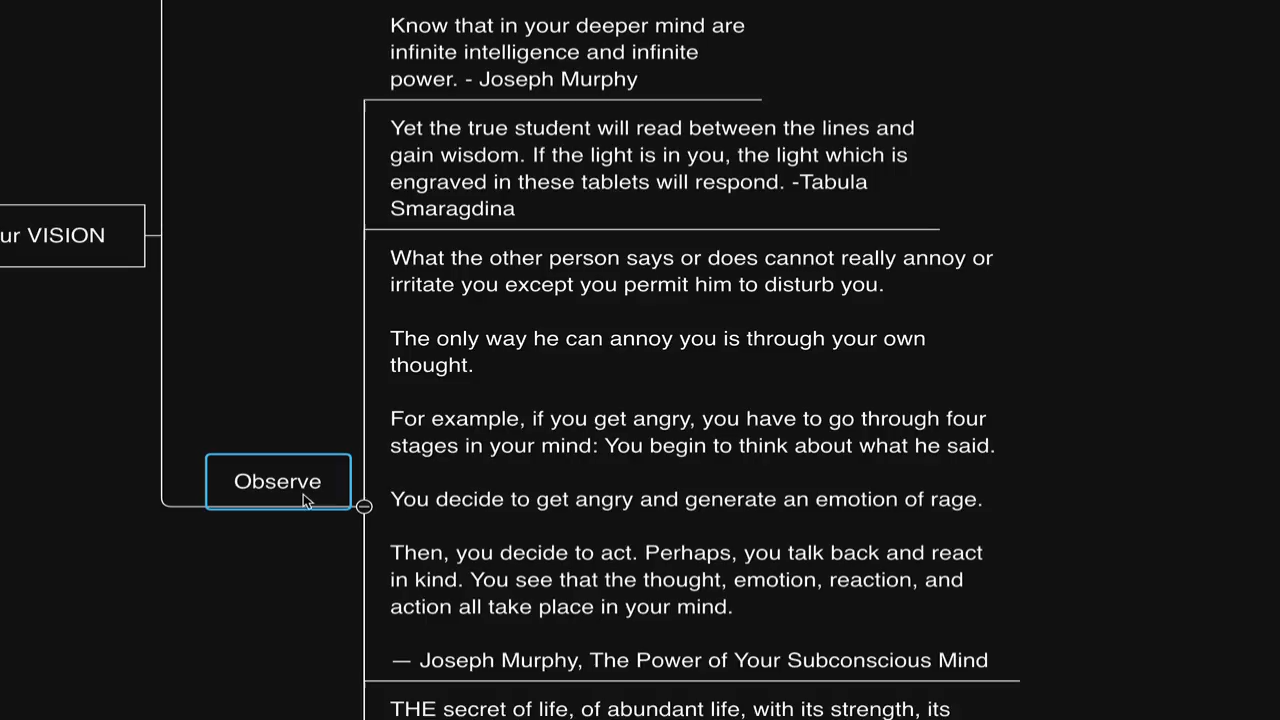 Know that in your deeper mind are
infinite intelligence and infinite
power. - Joseph Murphy
Yet the true student will read between the lines and
gain wisdom. If the light is in you, the light which is
engraved in these tablets will respond. -Tabula
Smaragdina
ur VISION
What the other person says or does cannot really annoy or
irritate you except you permit him to disturb you.
The only way he can annoy you is through your own
thought.
For example, if you get angry, you have to go through four
stages in your mind: You begin to think about what he said.
Observe
You decide to get angry and generate an emotion of rage.
Then, you decide to act. Perhaps, you talk back and react
in kind. You see that the thought, emotion, reaction, and
action all take place in your mind.
— Joseph Murphy, The Power of Your Subconscious Mind
THE secret of life, of abundant life, with its strength, its